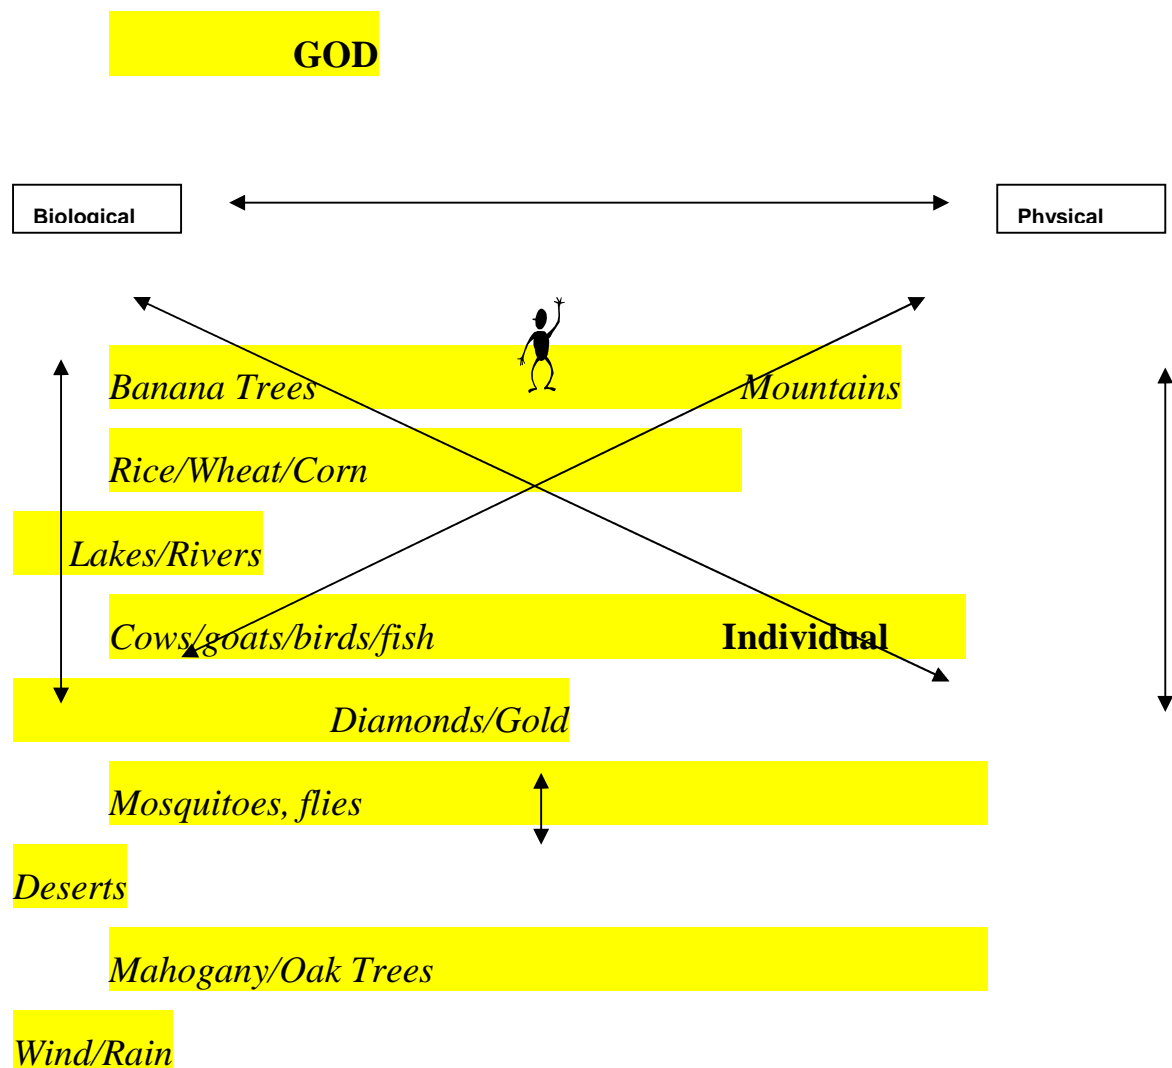 GOD
Biological Physical
Banana Trees Mountains
Rice/Wheat/Corn
Lakes/Rivers
Cows/goats/birds/fish Individual
Diamonds/Gold
Mosquitoes, flies
Deserts
Mahogany/Oak Trees
Wind/Rain